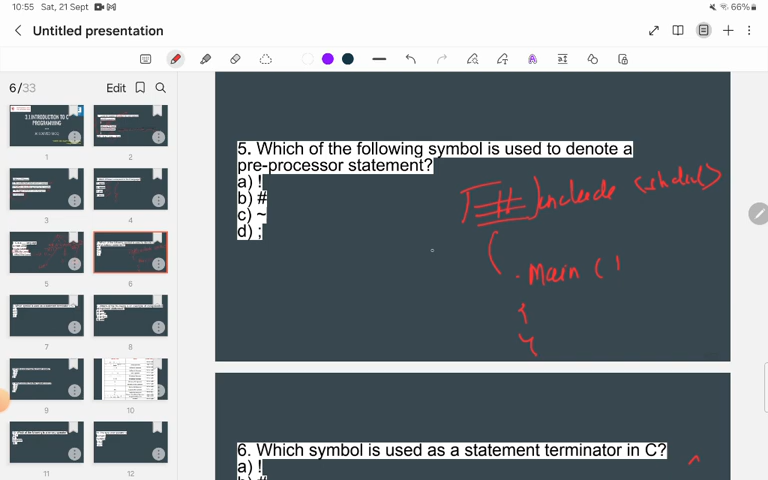 10:55 Sat, 21 Sept
66%
Untitled presentation
6/33
Edit
2.1.INTRODUCTION TO C
PROGRAMMING
1
2
3
4
5
6
7
8
9
10
11
12
5. Which of the following symbol is used to denote a
pre-processor statement?
a) !
b) #
c) ~
d) ;
# include
Main (
6. Which symbol is used as a statement terminator in C?
a) !
b) #